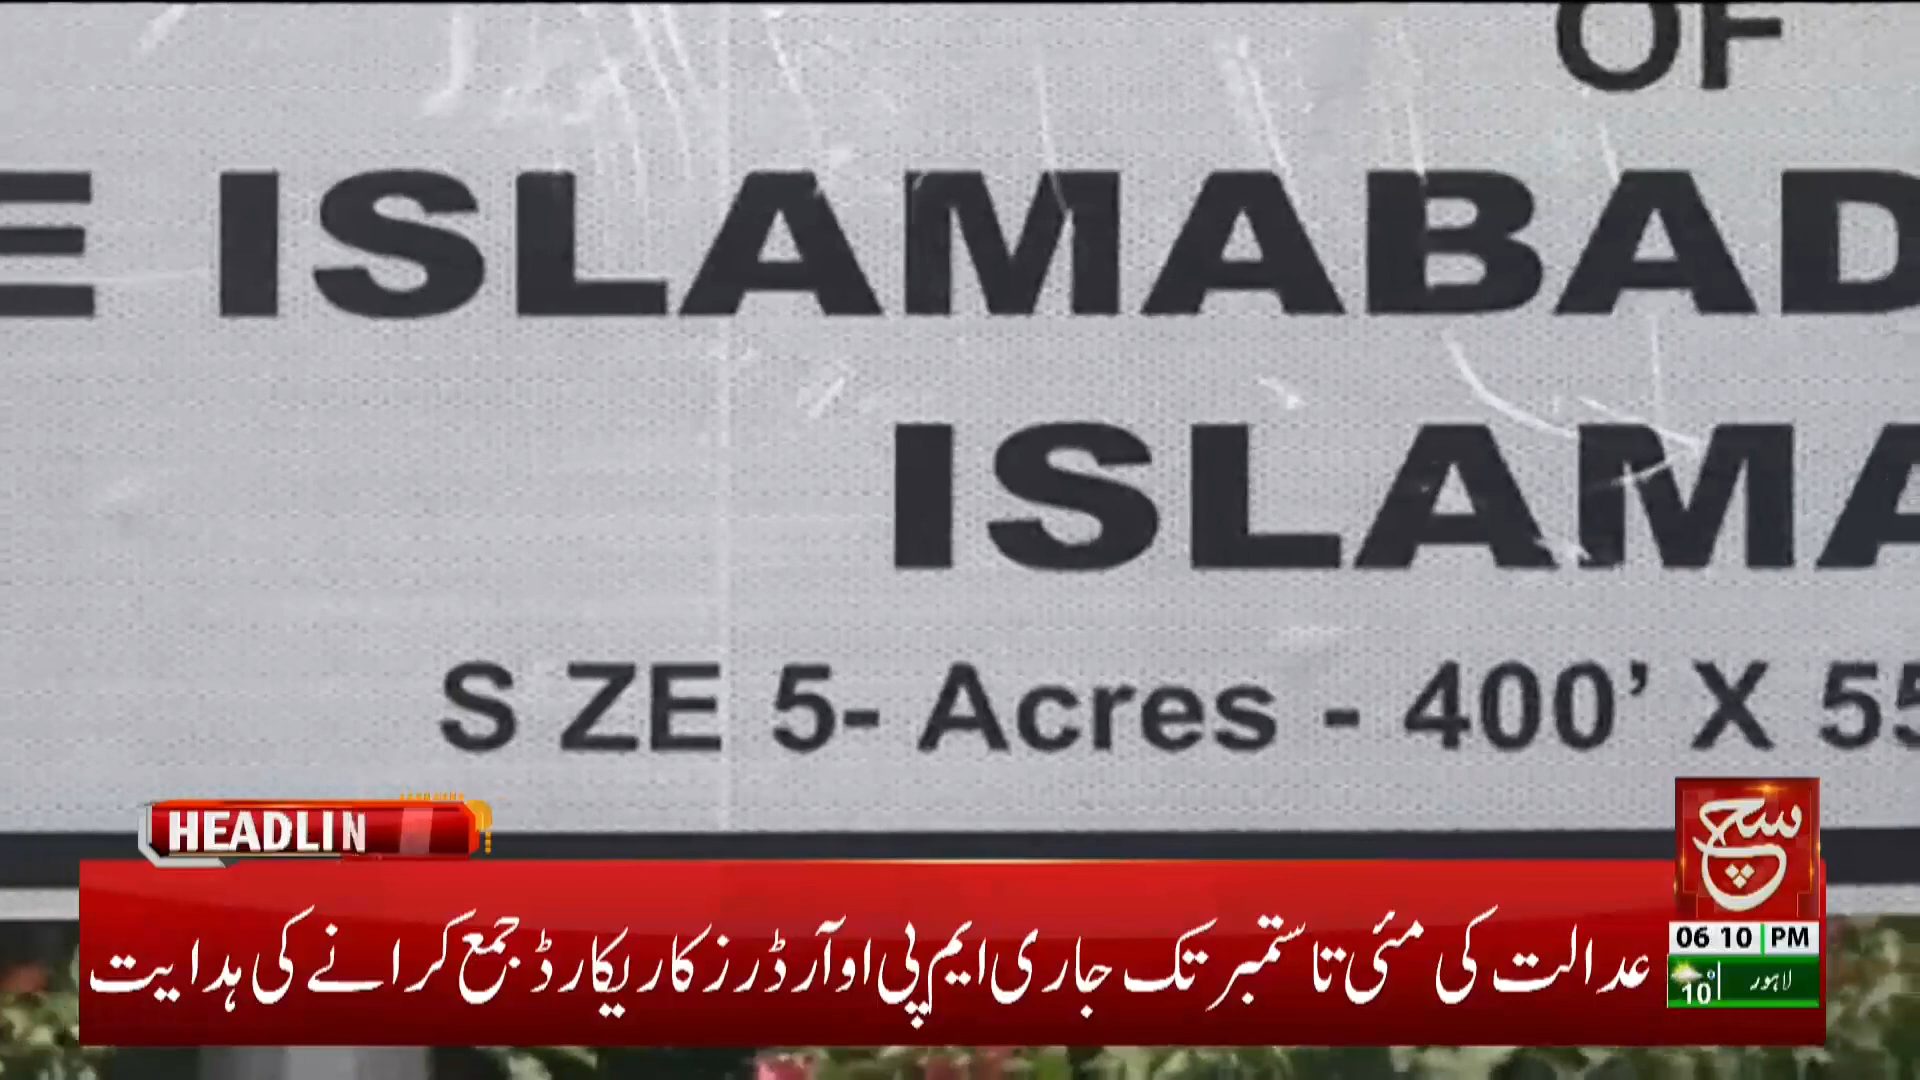 OF
E ISLAMABAD
ISLAMA
S ZE 5- Acres - 400' X 55
HEADLIN
سچ
عدالت کی مئی تا ستمبر تک جاری ایم پی او آرڈرز کا ریکارڈ جمع کرانے کی ہدایت
06 10 PM
10° لاہور